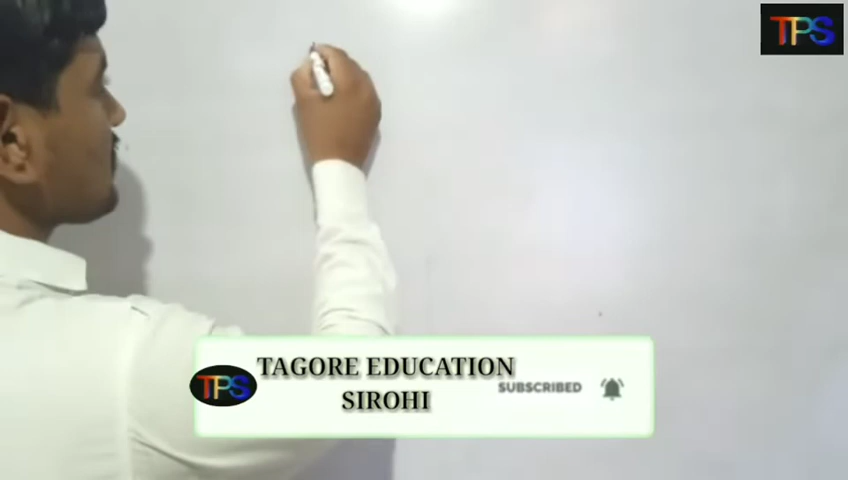 TPS
TAGORE EDUCATION
SIROHI
TPS
SUBSCRIBED